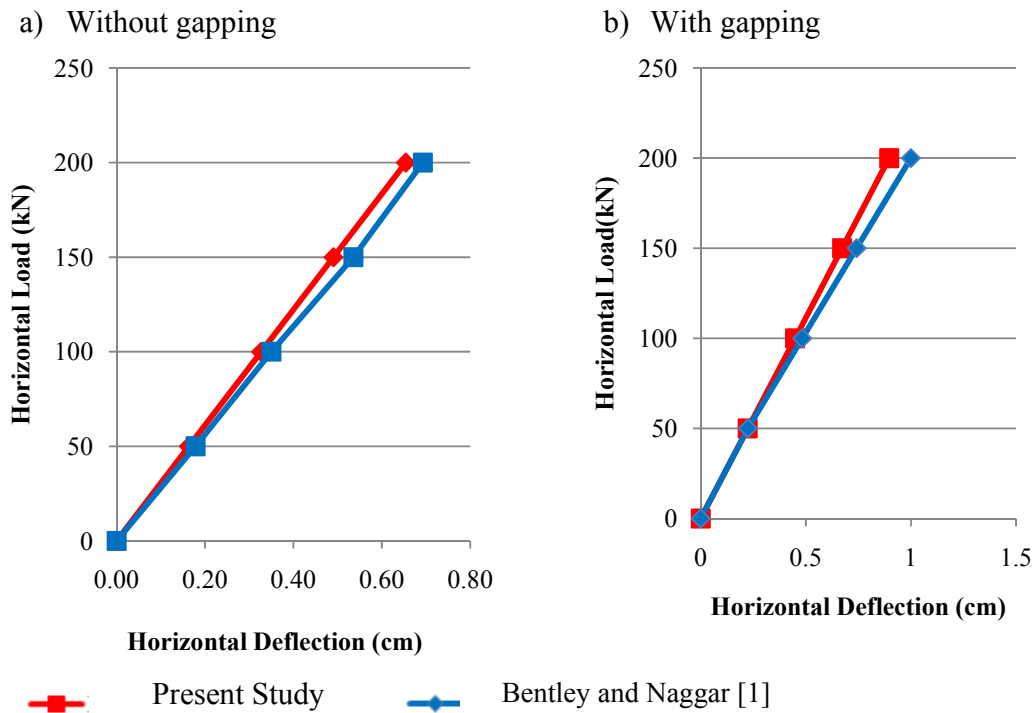 a) Without gapping
250
200
150
100
50
0
Horizontal Load (kN)
0.00 0.20 0.40 0.60 0.80
Horizontal Deflection (cm)
b) With gapping
250
200
150
100
50
0
Horizontal Load(kN)
0 0.5 1 1.5
Horizontal Deflection (cm)
Present Study
Bentley and Naggar [1]